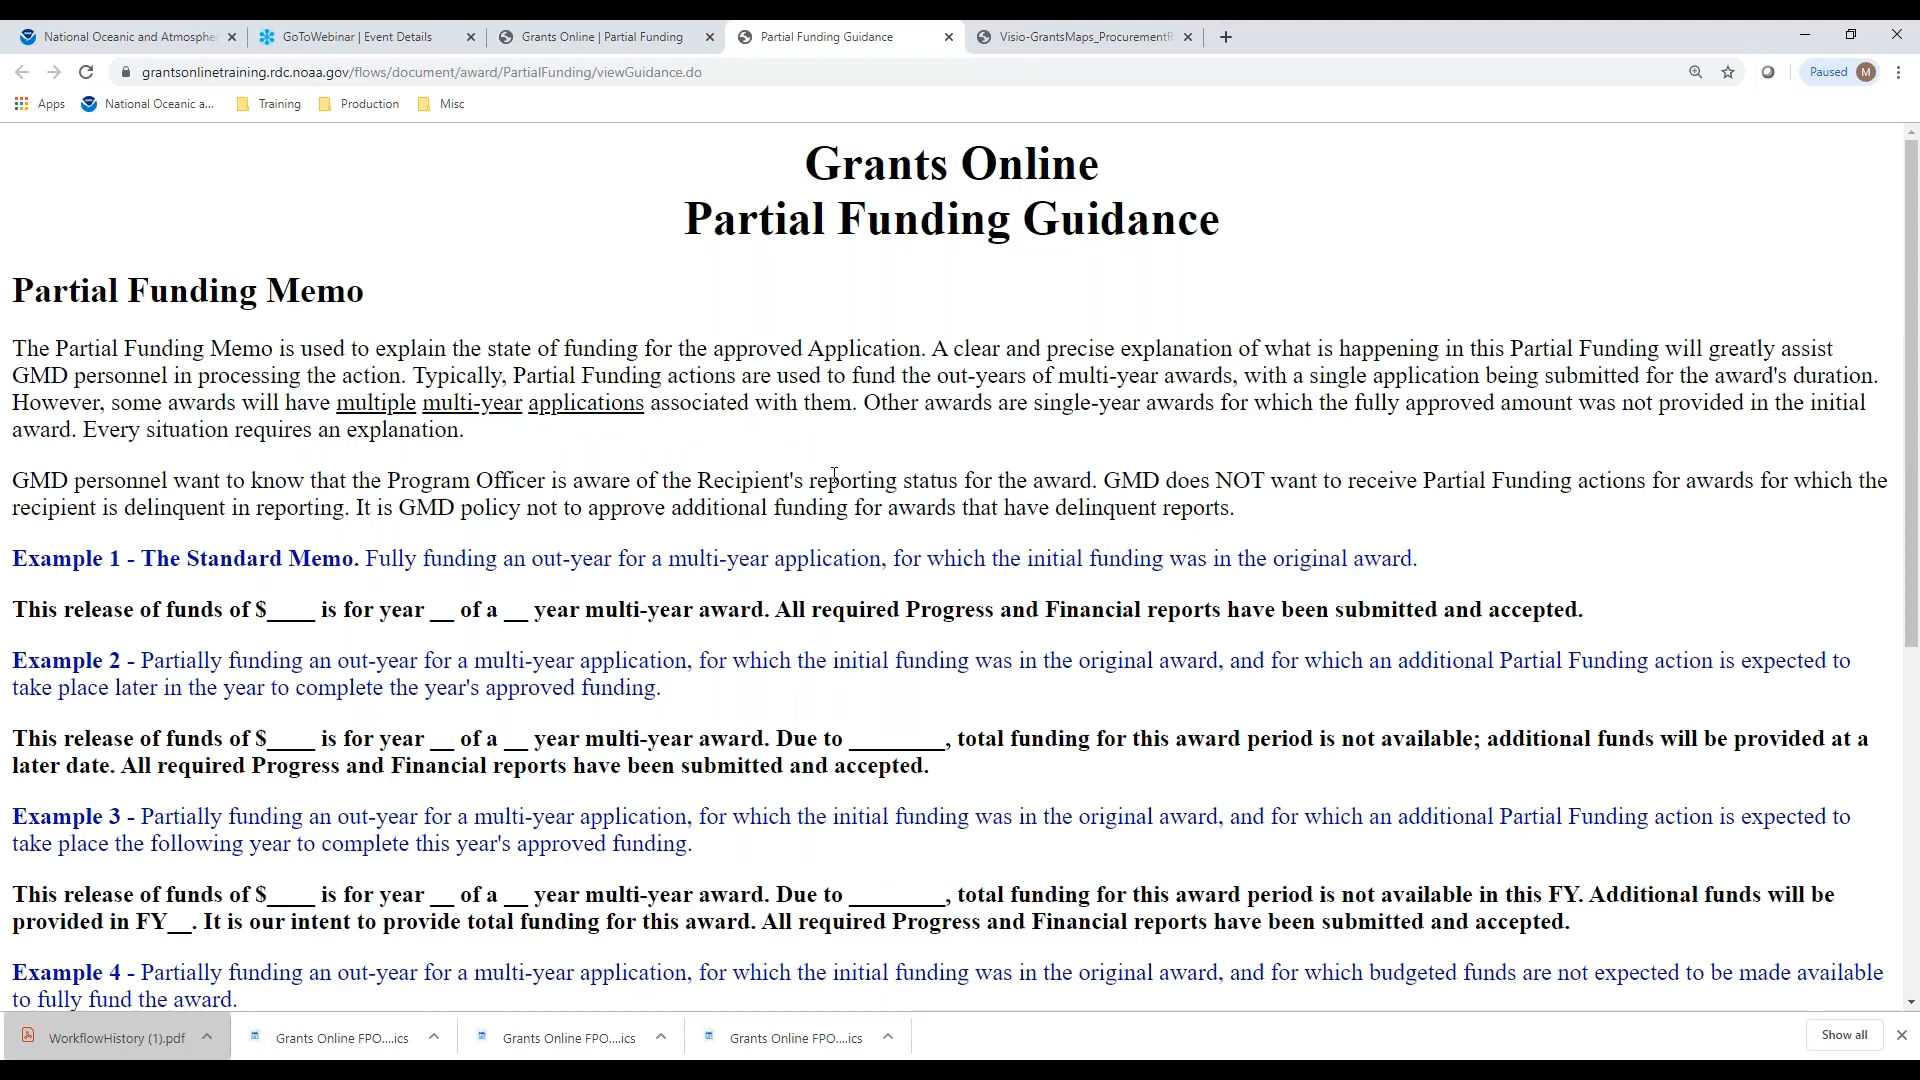 National Oceanic and Atmosphe
GoToWebinar | Event Details
Grants Online | Partial Funding
Partial Funding Guidance
Visio-GrantsMaps_ProcurementR
grantsonlinetraining.rdc.noaa.gov/flows/document/award/PartialFunding/viewGuidance.do
Paused M
Apps
National Oceanic a...
Training
Production
Misc
Grants Online
Partial Funding Guidance
Partial Funding Memo
The Partial Funding Memo is used to explain the state of funding for the approved Application. A clear and precise explanation of what is happening in this Partial Funding will greatly assist
GMD personnel in processing the action. Typically, Partial Funding actions are used to fund the out-years of multi-year awards, with a single application being submitted for the award's duration.
However, some awards will have multiple multi-year applications associated with them. Other awards are single-year awards for which the fully approved amount was not provided in the initial
award. Every situation requires an explanation.
GMD personnel want to know that the Program Officer is aware of the Recipient's reporting status for the award. GMD does NOT want to receive Partial Funding actions for awards for which the
recipient is delinquent in reporting. It is GMD policy not to approve additional funding for awards that have delinquent reports.
Example 1 - The Standard Memo. Fully funding an out-year for a multi-year application, for which the initial funding was in the original award.
This release of funds of $____ is for year __ of a __ year multi-year award. All required Progress and Financial reports have been submitted and accepted.
Example 2 - Partially funding an out-year for a multi-year application, for which the initial funding was in the original award, and for which an additional Partial Funding action is expected to
take place later in the year to complete the year's approved funding.
This release of funds of $____ is for year __ of a __ year multi-year award. Due to ________, total funding for this award period is not available; additional funds will be provided at a
later date. All required Progress and Financial reports have been submitted and accepted.
Example 3 - Partially funding an out-year for a multi-year application, for which the initial funding was in the original award, and for which an additional Partial Funding action is expected to
take place the following year to complete this year's approved funding.
This release of funds of $____ is for year __ of a __ year multi-year award. Due to ________, total funding for this award period is not available in this FY. Additional funds will be
provided in FY__. It is our intent to provide total funding for this award. All required Progress and Financial reports have been submitted and accepted.
Example 4 - Partially funding an out-year for a multi-year application, for which the initial funding was in the original award, and for which budgeted funds are not expected to be made available
to fully fund the award.
WorkflowHistory (1).pdf
Grants Online FPO....ics
Grants Online FPO....ics
Grants Online FPO....ics
Show all